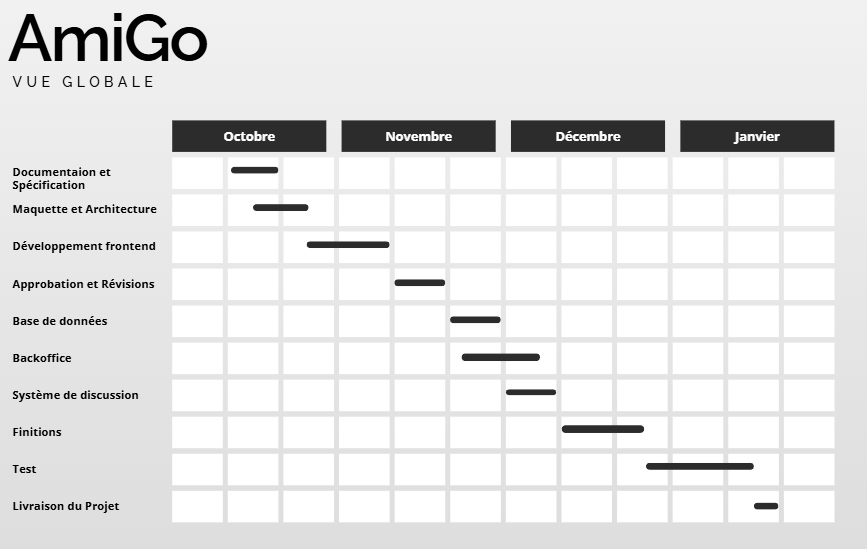 AmiGo
VUE GLOBALE
Octobre Novembre Décembre Janvier
Documentaion et
Spécification
Maquette et Architecture
Développement frontend
Approbation et Révisions
Base de données
Backoffice
Système de discussion
Finitions
Test
Livraison du Projet